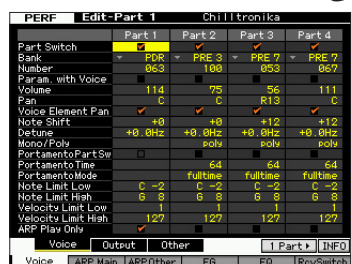 PERF Edit-Part 1 Chilltronika
Part 1 Part 2 Part 3 Part 4
Part Switch
Bank PDR PRE 3 PRE 7 PRE 7
Number 063 100 053 067
Param. with Voice
Volume 114 75 56 111
Pan C C R13 C
Voice Element Pan
Note Shift +0 +0 +12 +12
Detune +0.0Hz +0.0Hz +0.0Hz +0.0Hz
Mono/Poly poly poly poly
PortamentoPartSw
PortamentoTime 64 64 64
PortamentoMode fulltime fulltime fulltime
Note Limit Low C -2 C -2 C -2 C -2
Note Limit High G 8 G 8 G 8 G 8
Velocity Limit Low 1 1 1 1
Velocity Limit High 127 127 127 127
ARP Play Only
Voice Output Other 1 Part INFO
Voice ARP Main ARP Other EG EQ RcvSwitch